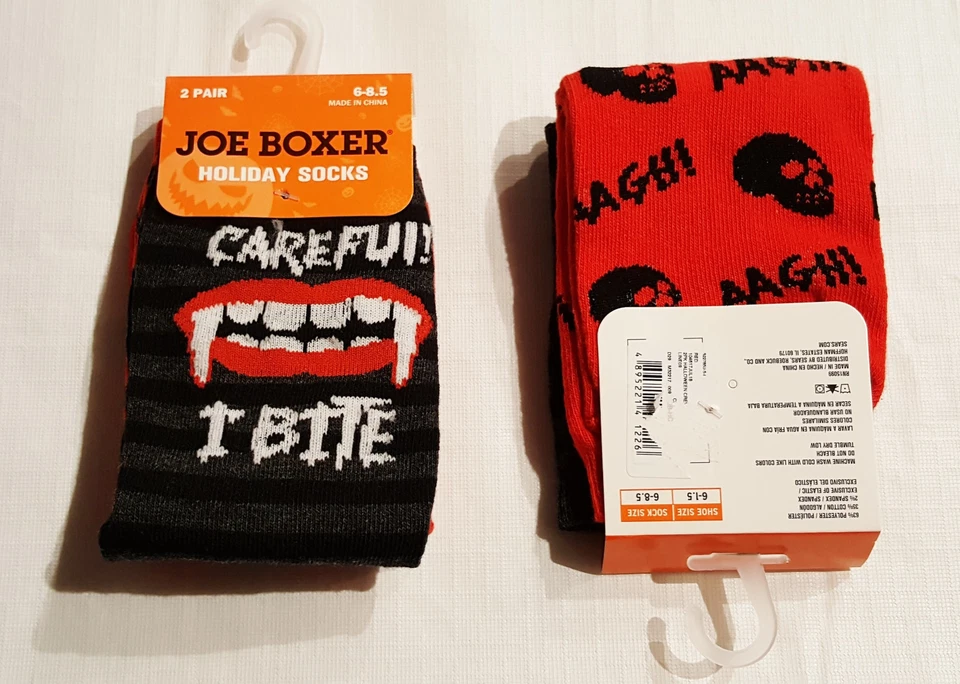 2 PAIR
6-8.5
MADE IN CHINA
JOE BOXER®
HOLIDAY SOCKS
CAREFUL!
I BITE
AAGH!!
AAGH!!
AAGH!!
63% POLYESTER / POLIÉSTER
35% COTTON / ALGODÓN
2% SPANDEX / SPANDEX
EXCLUSIVE OF ELASTIC /
EXCLUSIVO DEL ELÁSTICO
MACHINE WASH COLD WITH LIKE COLORS
DO NOT BLEACH
TUMBLE DRY LOW
LAVAR A MÁQUINA EN AGUA FRÍA CON
COLORES SIMILARES
NO USAR BLANQUEADOR
SECAR EN MÁQUINA A TEMPERATURA BAJA
MADE IN / HECHO EN CHINA
DISTRIBUTED BY SEARS, ROEBUCK AND CO.,
HOFFMAN ESTATES, IL 60179
SEARS.COM
SHOE SIZE
6-1.5
SOCK SIZE
6-8.5
RED